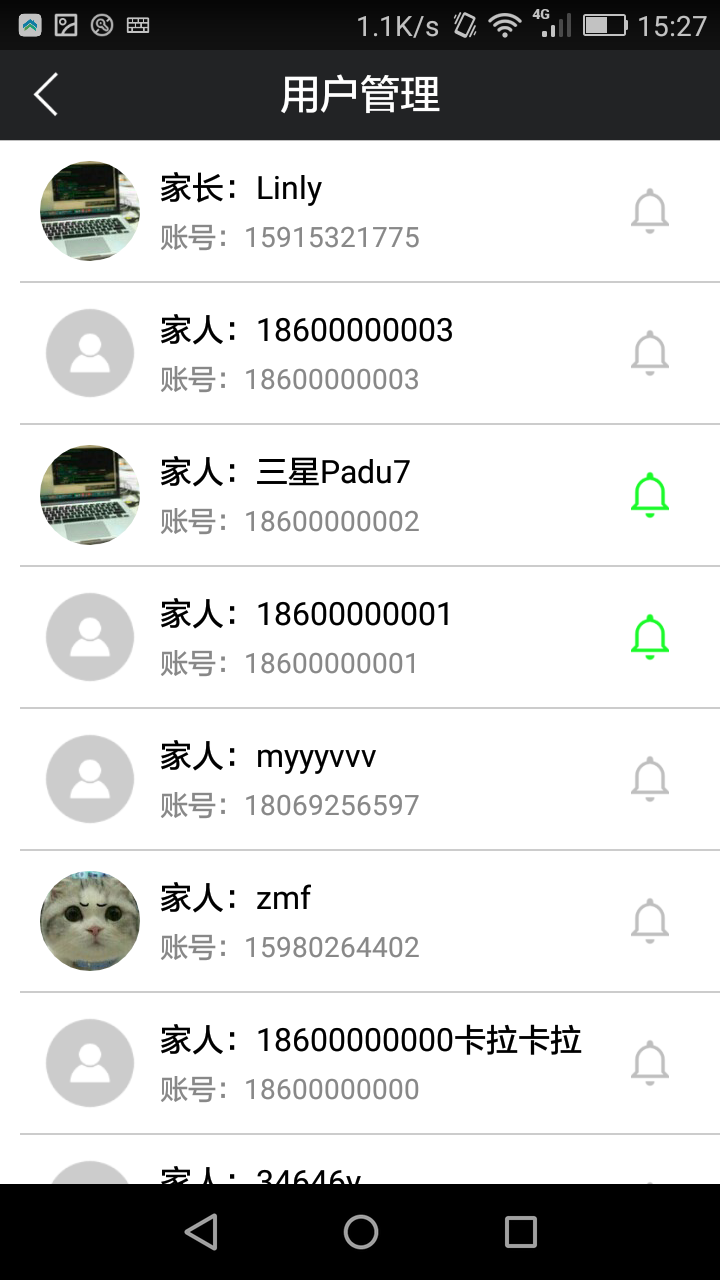 1.1K/s 4G 15:27
用户管理
家长：Linly
账号：15915321775
家人：18600000003
账号：18600000003
家人：三星Padu7
账号：18600000002
家人：18600000001
账号：18600000001
家人：myyyvvv
账号：18069256597
家人：zmf
账号：15980264402
家人：18600000000卡拉卡拉
账号：18600000000
家人：34646v